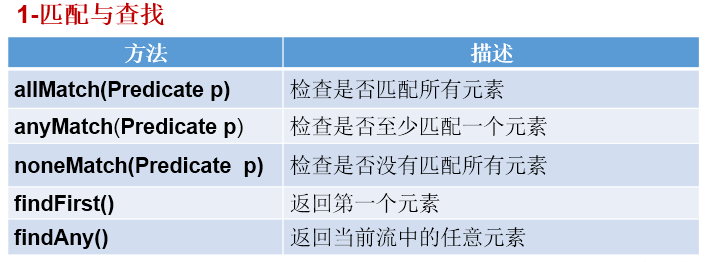 1-匹配与查找
方法 描述
allMatch(Predicate p) 检查是否匹配所有元素
anyMatch(Predicate p) 检查是否至少匹配一个元素
noneMatch(Predicate  p) 检查是否没有匹配所有元素
findFirst() 返回第一个元素
findAny() 返回当前流中的任意元素